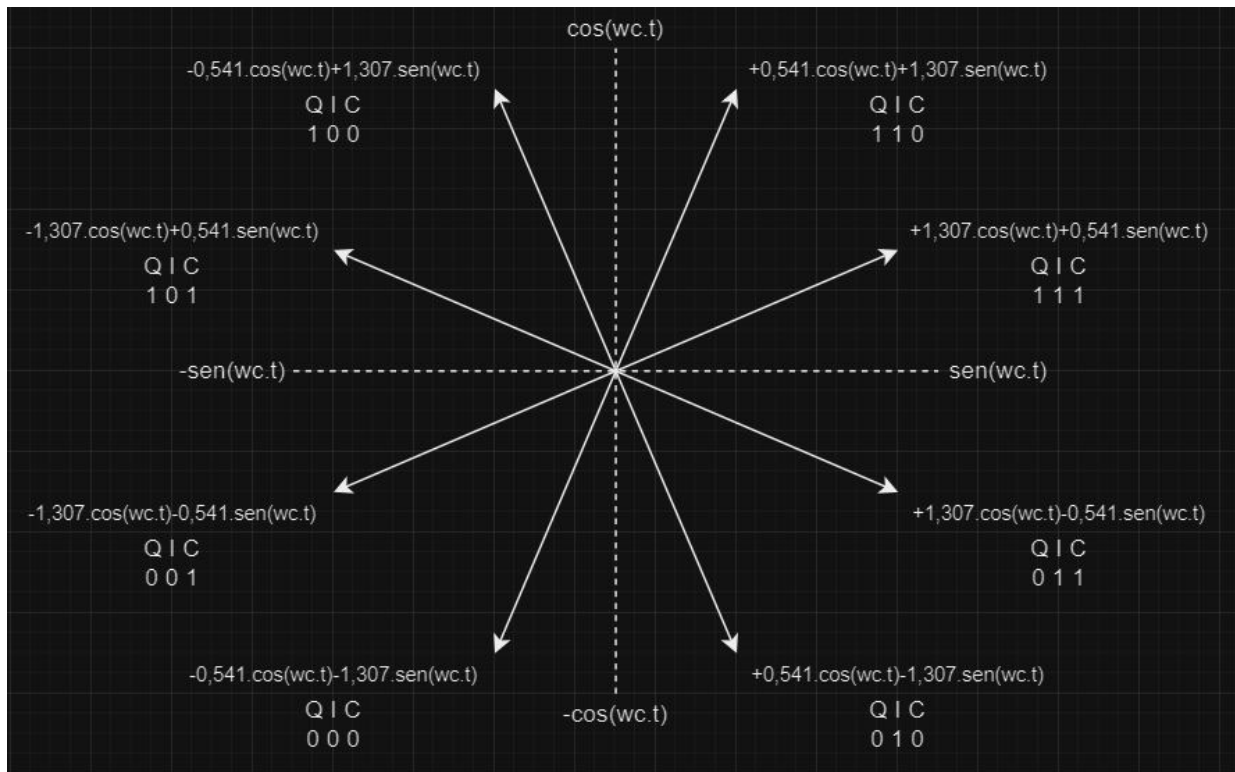 cos(wc.t)
-0,541.cos(wc.t)+1,307.sen(wc.t)
Q I C
1 0 0
+0,541.cos(wc.t)+1,307.sen(wc.t)
Q I C
1 1 0
-1,307.cos(wc.t)+0,541.sen(wc.t)
Q I C
1 0 1
+1,307.cos(wc.t)+0,541.sen(wc.t)
Q I C
1 1 1
-sen(wc.t)
sen(wc.t)
-1,307.cos(wc.t)-0,541.sen(wc.t)
Q I C
0 0 1
+1,307.cos(wc.t)-0,541.sen(wc.t)
Q I C
0 1 1
-0,541.cos(wc.t)-1,307.sen(wc.t)
Q I C
0 0 0
-cos(wc.t)
+0,541.cos(wc.t)-1,307.sen(wc.t)
Q I C
0 1 0